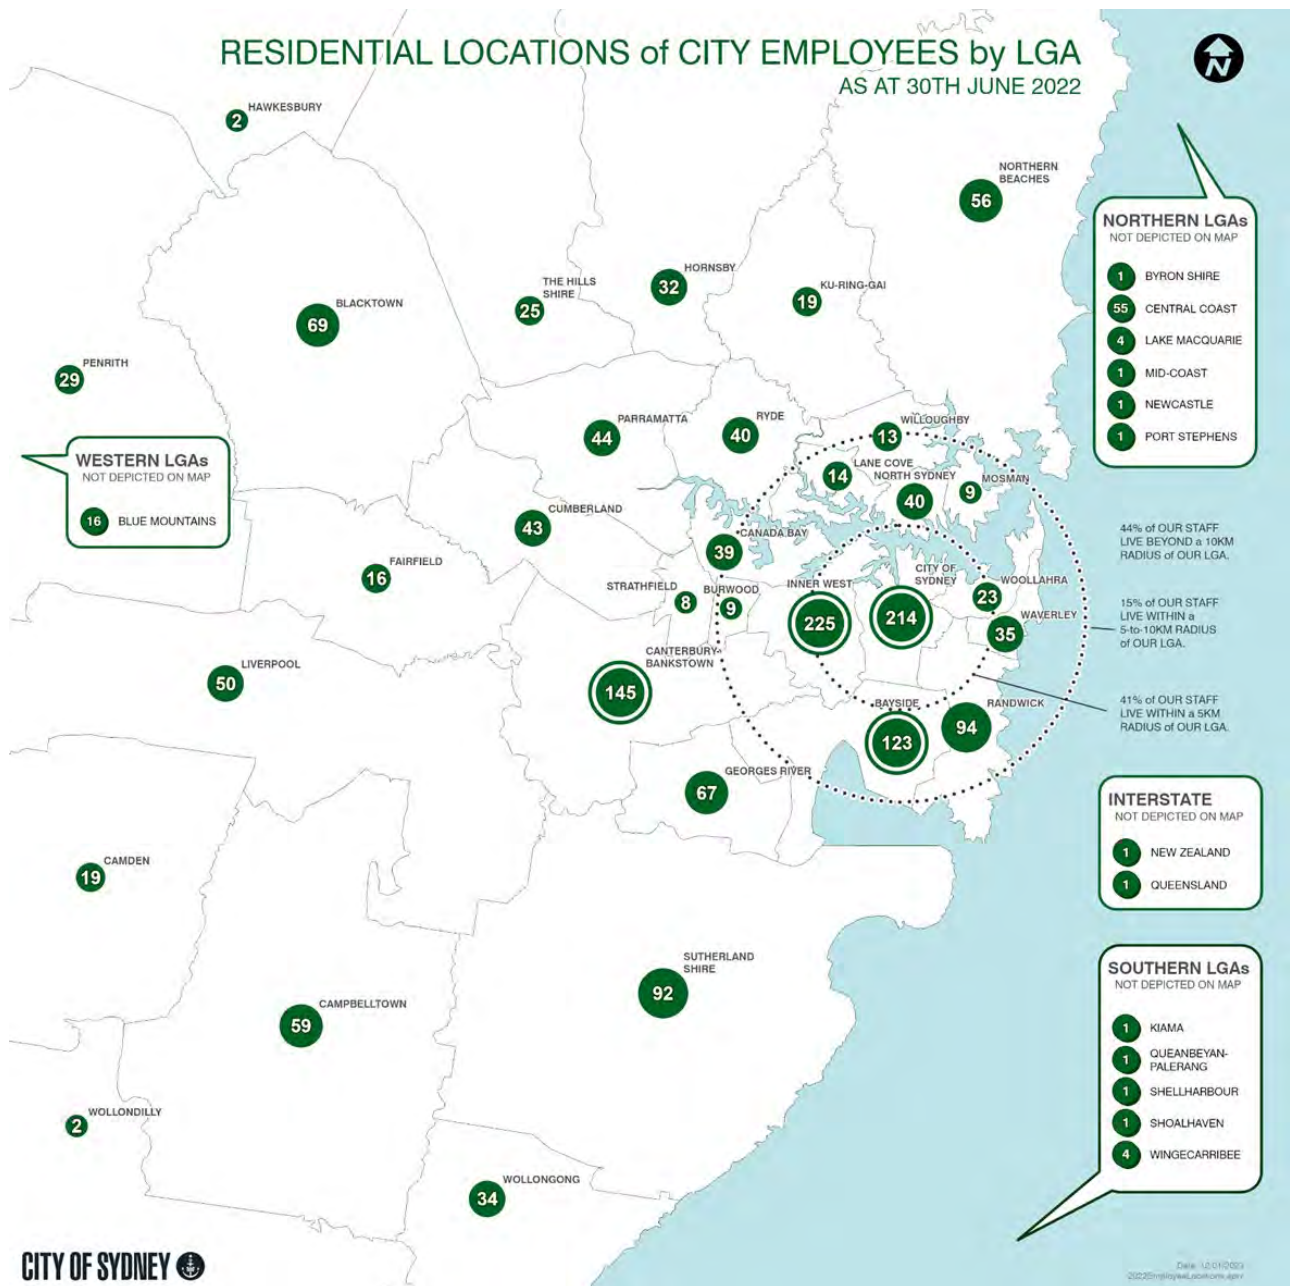 RESIDENTIAL LOCATIONS of CITY EMPLOYEES by LGA
AS AT 30TH JUNE 2022
N
2
HAWKESBURY
NORTHERN
BEACHES
56
HORNSBY
32
THE HILLS
SHIRE
25
KU-RING-GAI
19
BLACKTOWN
69
PENRITH
29
PARRAMATTA
44
RYDE
40
WILLOUGHBY
13
LANE COVE
14
NORTH SYDNEY
40
MOSMAN
9
WESTERN LGAs
NOT DEPICTED ON MAP
16 BLUE MOUNTAINS
CUMBERLAND
43
CANADA BAY
39
FAIRFIELD
16
STRATHFIELD
8
BURWOOD
9
INNER WEST
225
CITY OF
SYDNEY
214
WOOLLAHRA
23
WAVERLEY
35
CANTERBURY-
BANKSTOWN
145
LIVERPOOL
50
BAYSIDE
123
RANDWICK
94
GEORGES RIVER
67
CAMDEN
19
SUTHERLAND
SHIRE
92
CAMPBELLTOWN
59
WOLLONDILLY
2
WOLLONGONG
34
NORTHERN LGAs
NOT DEPICTED ON MAP
1 BYRON SHIRE
55 CENTRAL COAST
4 LAKE MACQUARIE
1 MID-COAST
1 NEWCASTLE
1 PORT STEPHENS
44% of OUR STAFF
LIVE BEYOND a 10KM
RADIUS of OUR LGA.
15% of OUR STAFF
LIVE WITHIN a
5-to-10KM RADIUS
of OUR LGA.
41% of OUR STAFF
LIVE WITHIN a 5KM
RADIUS of OUR LGA.
INTERSTATE
NOT DEPICTED ON MAP
1 NEW ZEALAND
1 QUEENSLAND
SOUTHERN LGAs
NOT DEPICTED ON MAP
1 KIAMA
1 QUEANBEYAN-
PALERANG
1 SHELLHARBOUR
1 SHOALHAVEN
4 WINGECARRIBEE
CITY OF SYDNEY
Date: 12/01/2023